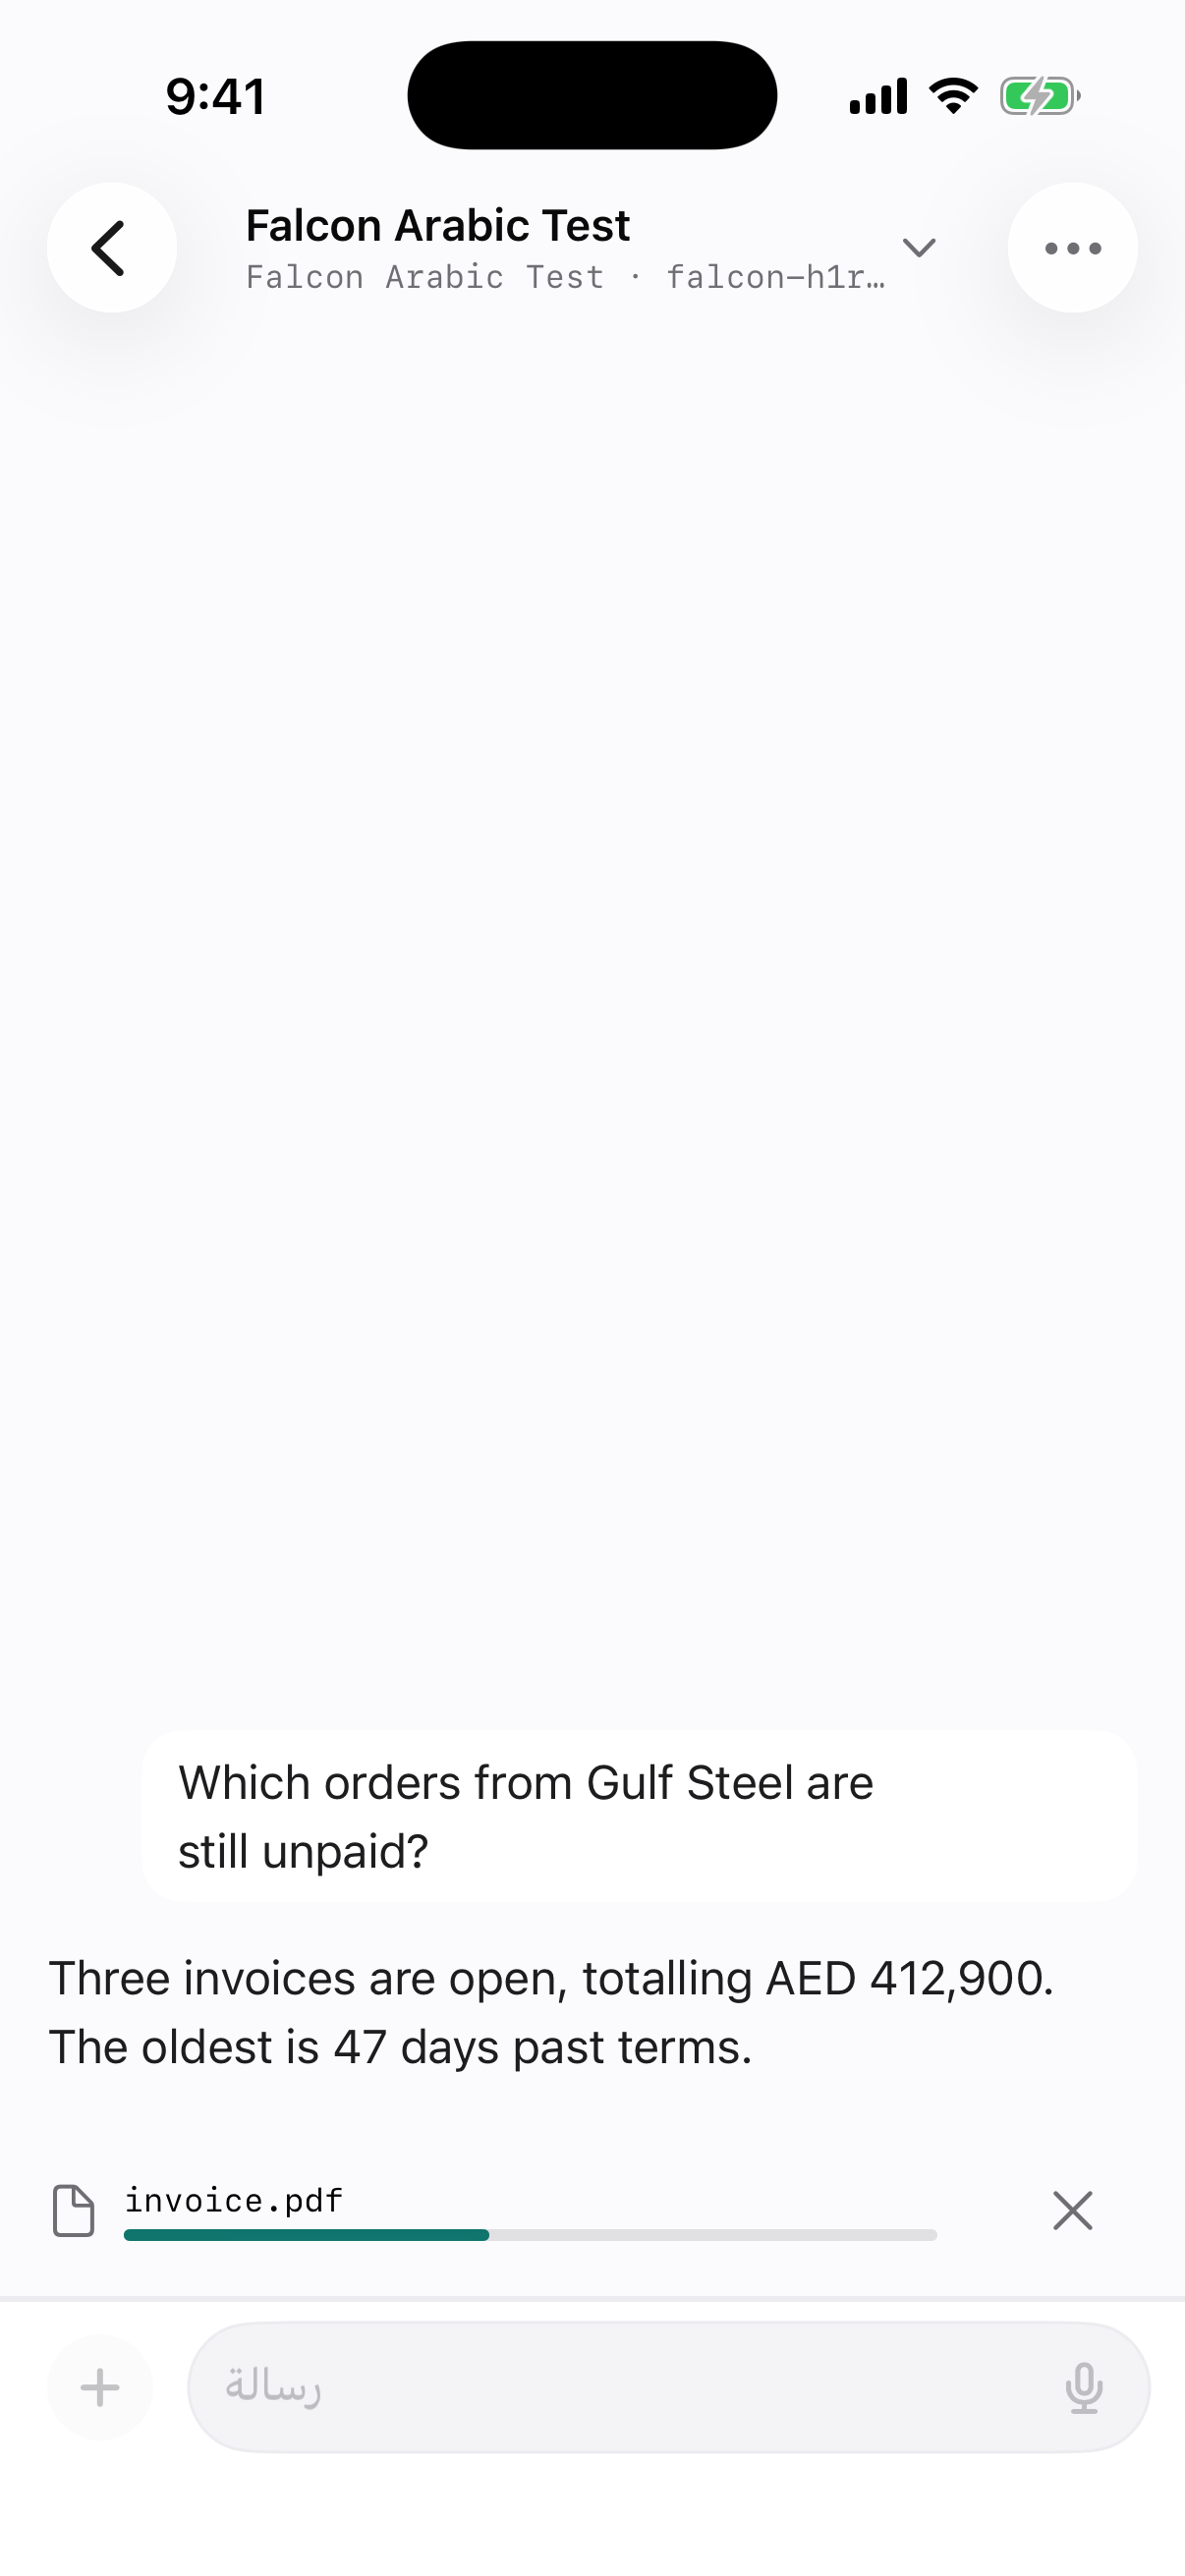 9:41
Falcon Arabic Test
Falcon Arabic Test · falcon-h1r…
Which orders from Gulf Steel are
still unpaid?
Three invoices are open, totalling AED 412,900.
The oldest is 47 days past terms.
invoice.pdf
رسالة